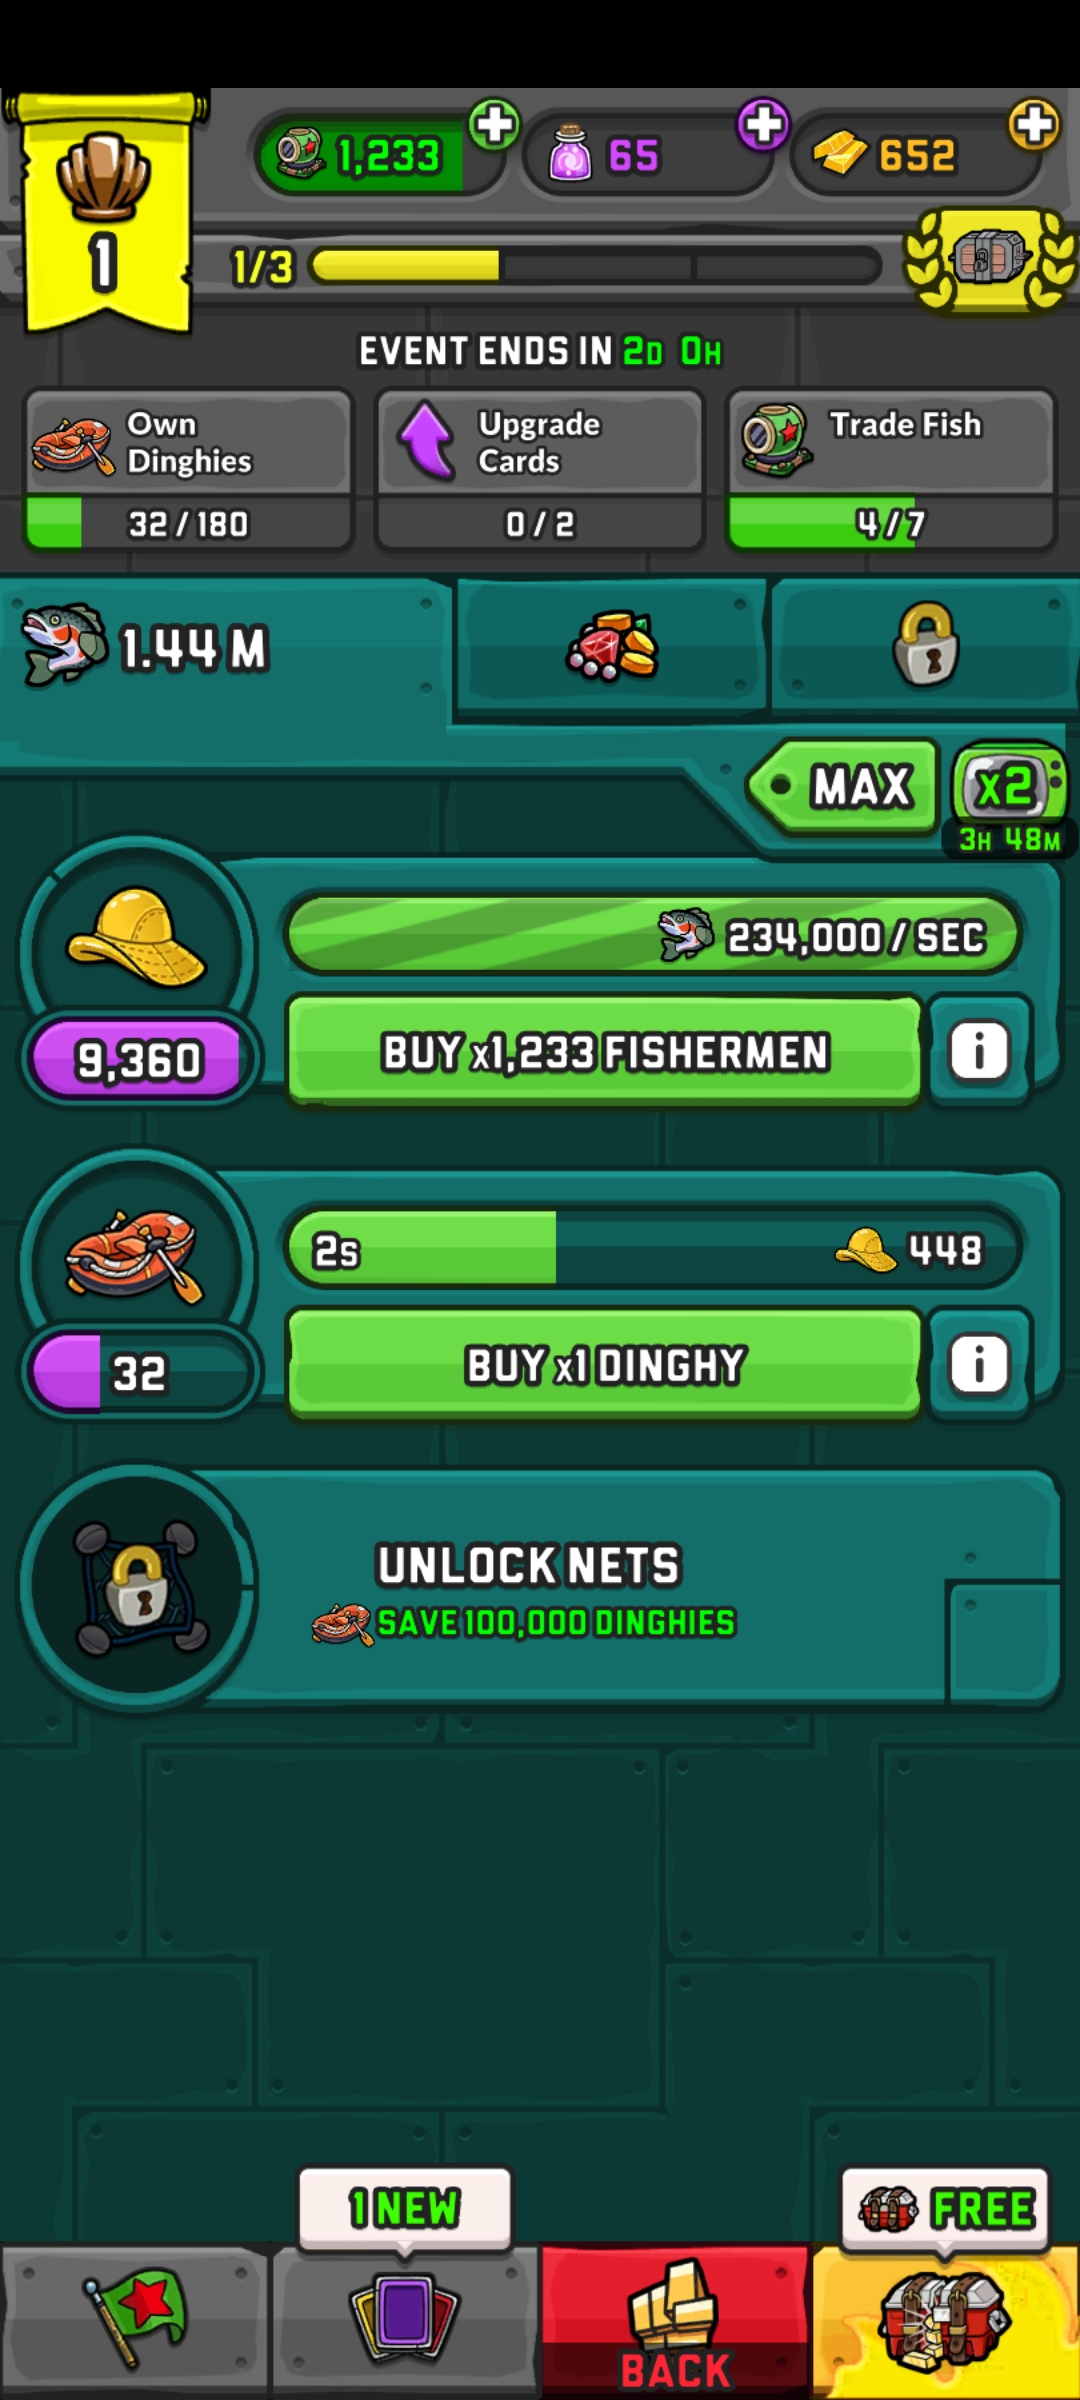 1,233
65
652
1
1/3
EVENT ENDS IN 2D 0H
Own Dinghies
32 / 180
Upgrade Cards
0 / 2
Trade Fish
4 / 7
1.44 M
MAX
x2
3H 48M
234,000 / SEC
9,360
BUY x1,233 FISHERMEN
i
2s
448
32
BUY x1 DINGHY
i
UNLOCK NETS
SAVE 100,000 DINGHIES
1 NEW
FREE
BACK